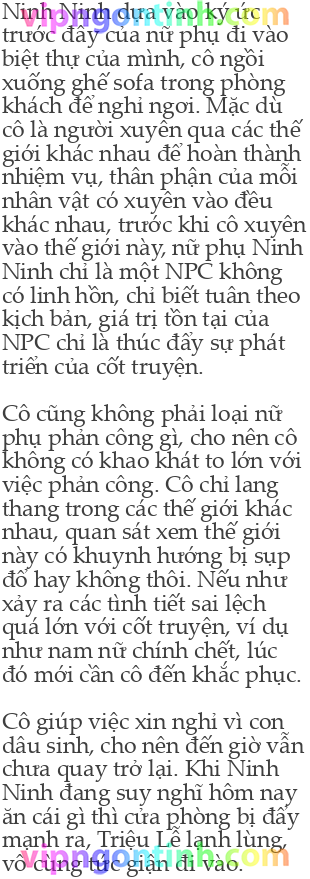 Ninh Ninh dựa vào ký ức
trước đây của nữ phụ đi vào
biệt thự của mình, cô ngồi
xuống ghế sofa trong phòng
khách để nghỉ ngơi. Mặc dù
cô là người xuyên qua các thế
giới khác nhau để hoàn thành
nhiệm vụ, thân phận của mỗi
nhân vật cô xuyên vào đều
khác nhau, trước khi cô xuyên
vào thế giới này, nữ phụ Ninh
Ninh chỉ là một NPC không
có linh hồn, chỉ biết tuân theo
kịch bản, giá trị tồn tại của
NPC chỉ là thúc đẩy sự phát
triển của cốt truyện.

Cô cũng không phải loại nữ
phụ phản công gì, cho nên cô
không có khao khát to lớn với
việc phản công. Cô chỉ lang
thang trong các thế giới khác
nhau, quan sát xem thế giới
này có khuynh hướng bị sụp
đổ hay không thôi. Nếu như
xảy ra các tình tiết sai lệch
quá lớn với cốt truyện, ví dụ
như nam nữ chính chết, lúc
đó mới cần cô đến khắc phục.

Cô giúp việc xin nghỉ vì con
dâu sinh, cho nên đến giờ vẫn
chưa quay trở lại. Khi Ninh
Ninh đang suy nghĩ hôm nay
ăn cái gì thì cửa phòng bị đẩy
mạnh ra, Triệu Lễ lạnh lùng,
vô cùng tức giận đi vào.
vipngontinh.com
vipngontinh.com